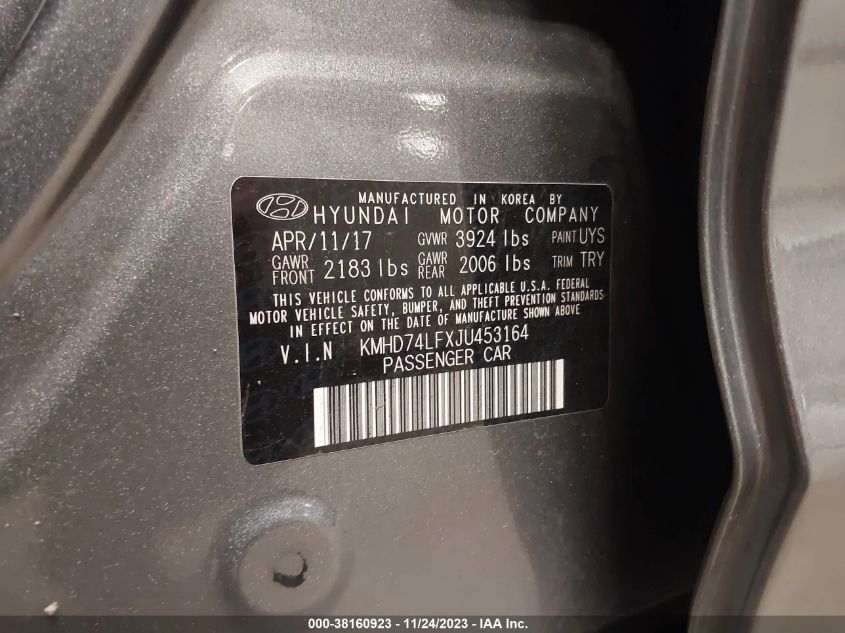 MANUFACTURED IN KOREA BY
HYUNDAI MOTOR COMPANY
APR/11/17 GVWR 3924 lbs PAINT UYS
GAWR FRONT 2183 lbs GAWR REAR 2006 lbs TRIM TRY
THIS VEHICLE CONFORMS TO ALL APPLICABLE U.S.A. FEDERAL
MOTOR VEHICLE SAFETY, BUMPER, AND THEFT PREVENTION STANDARDS
IN EFFECT ON THE DATE OF MANUFACTURE SHOWN ABOVE
V.I.N KMHD74LFXJU453164
PASSENGER CAR
000-38160923 - 11/24/2023 - IAA Inc.